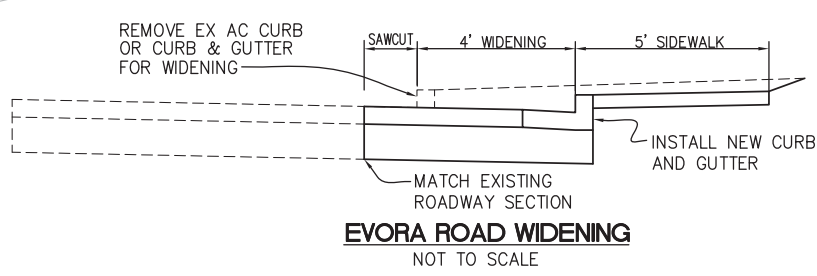 REMOVE EX AC CURB
OR CURB & GUTTER
FOR WIDENING
SAWCUT
4' WIDENING
5' SIDEWALK
INSTALL NEW CURB
AND GUTTER
MATCH EXISTING
ROADWAY SECTION
EVORA ROAD WIDENING
NOT TO SCALE